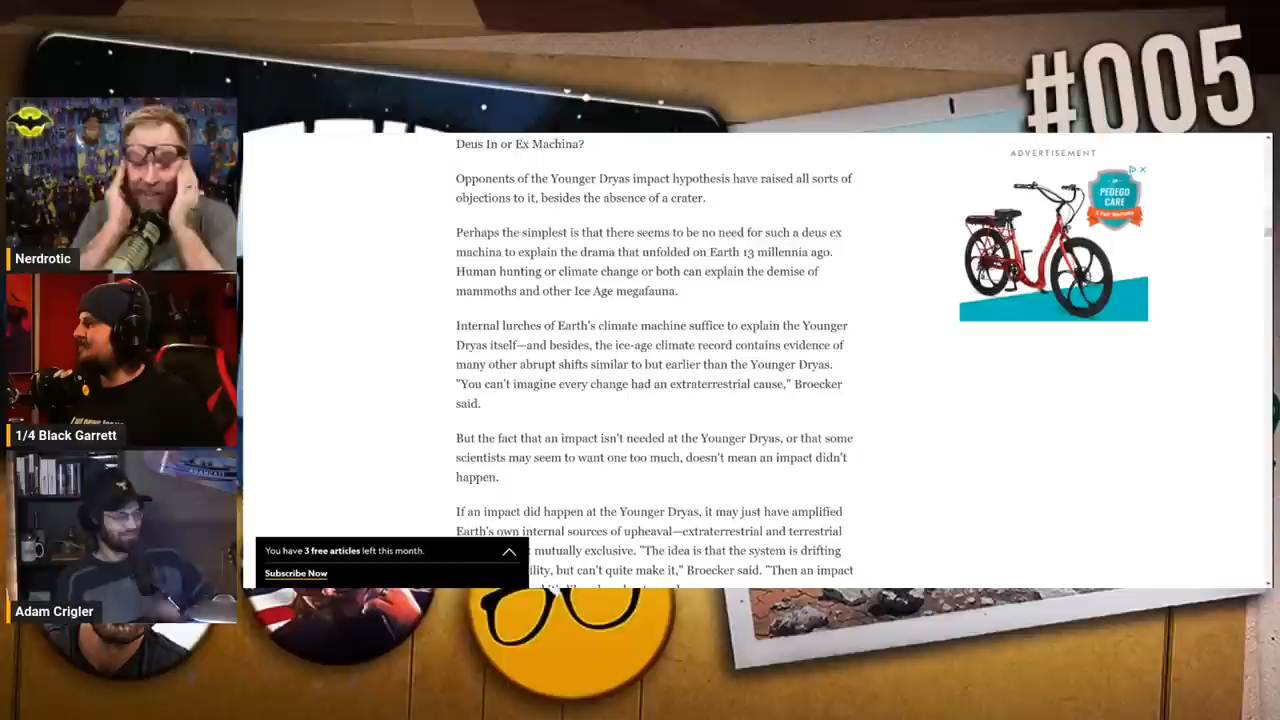 #005
Nerdrotic
1/4 Black Garrett
Adam Crigler
Deus In or Ex Machina?
Opponents of the Younger Dryas impact hypothesis have raised all sorts of
objections to it, besides the absence of a crater.
Perhaps the simplest is that there seems to be no need for such a deus ex
machina to explain the drama that unfolded on Earth 13 millennia ago.
Human hunting or climate change or both can explain the demise of
mammoths and other Ice Age megafauna.
Internal lurches of Earth's climate machine suffice to explain the Younger
Dryas itself—and besides, the ice-age climate record contains evidence of
many other abrupt shifts similar to but earlier than the Younger Dryas.
"You can't imagine every change had an extraterrestrial cause," Broecker
said.
But the fact that an impact isn't needed at the Younger Dryas, or that some
scientists may seem to want one too much, doesn't mean an impact didn't
happen.
If an impact did happen at the Younger Dryas, it may just have amplified
Earth's own internal sources of upheaval—extraterrestrial and terrestrial
mutually exclusive. "The idea is that the system is drifting
but can't quite make it," Broecker said. "Then an impact
You have 3 free articles left this month.
Subscribe Now
ADVERTISEMENT
PEDEGO
CARE